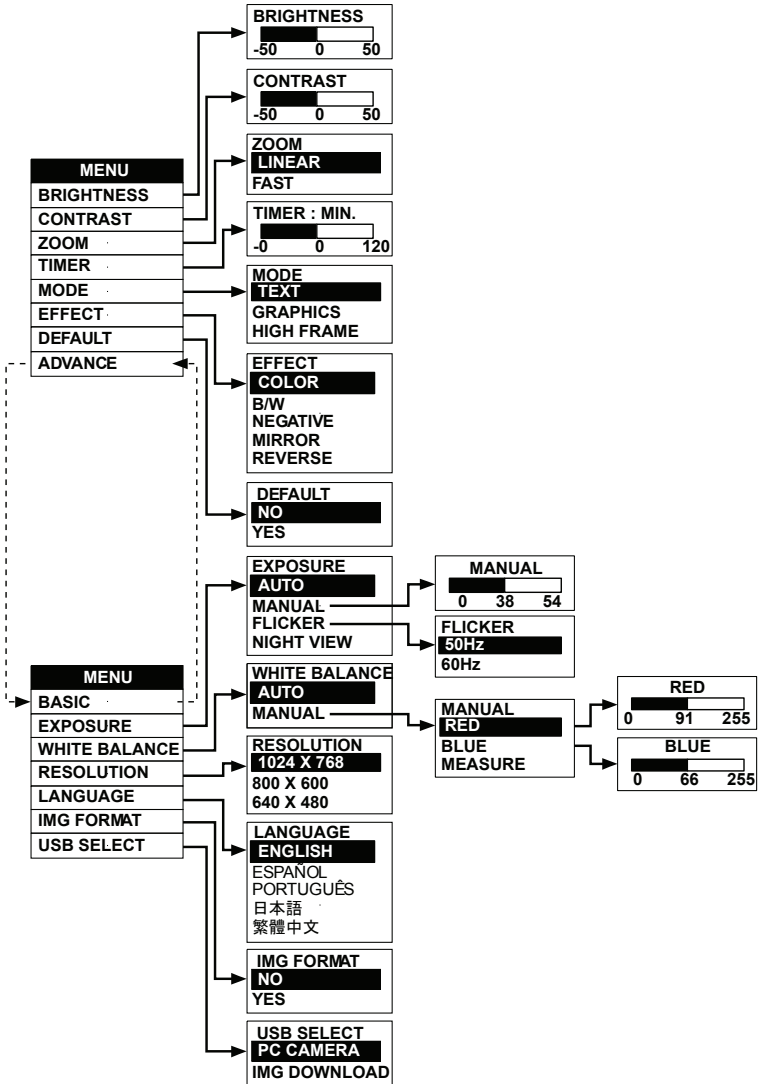 BRIGHTNESS
-50 0 50
CONTRAST
-50 0 50
ZOOM
LINEAR
FAST
TIMER : MIN.
-0 0 120
MODE
TEXT
GRAPHICS
HIGH FRAME
EFFECT
COLOR
B/W
NEGATIVE
MIRROR
REVERSE
DEFAULT
NO
YES
MENU
BRIGHTNESS
CONTRAST
ZOOM
TIMER
MODE
EFFECT
DEFAULT
ADVANCE
MENU
BASIC
EXPOSURE
WHITE BALANCE
RESOLUTION
LANGUAGE
IMG FORMAT
USB SELECT
EXPOSURE
AUTO
MANUAL
FLICKER
NIGHT VIEW
MANUAL
0 38 54
FLICKER
50Hz
60Hz
WHITE BALANCE
AUTO
MANUAL
MANUAL
RED
BLUE
MEASURE
RED
0 91 255
BLUE
0 66 255
RESOLUTION
1024 X 768
800 X 600
640 X 480
LANGUAGE
ENGLISH
ESPAÑOL
PORTUGUÊS
日本語
繁體中文
IMG FORMAT
NO
YES
USB SELECT
PC CAMERA
IMG DOWNLOAD